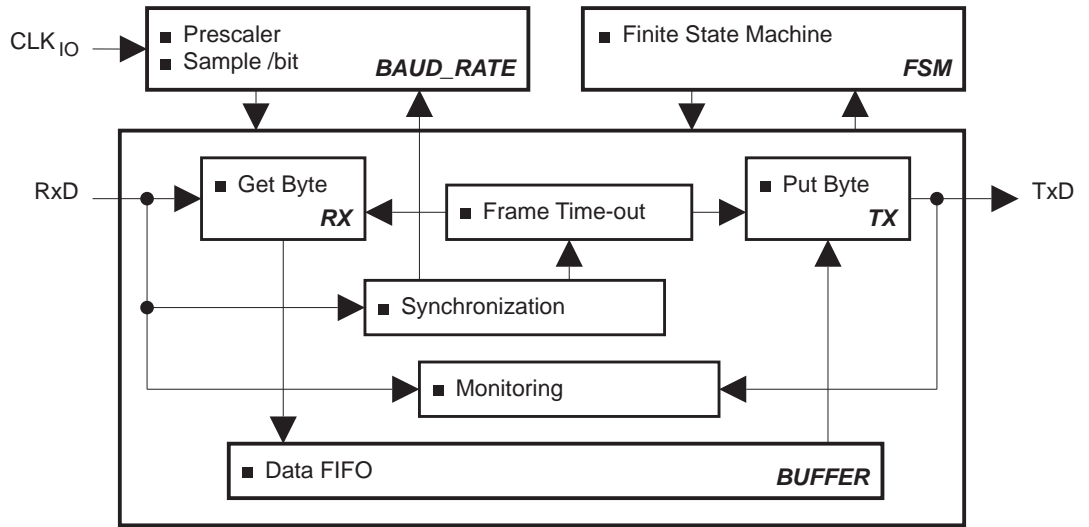 CLK IO
■ Prescaler
■ Sample /bit
BAUD_RATE
■ Finite State Machine
FSM
RxD
■ Get Byte
RX
■ Frame Time-out
■ Put Byte
TX
TxD
■ Synchronization
■ Monitoring
■ Data FIFO
BUFFER